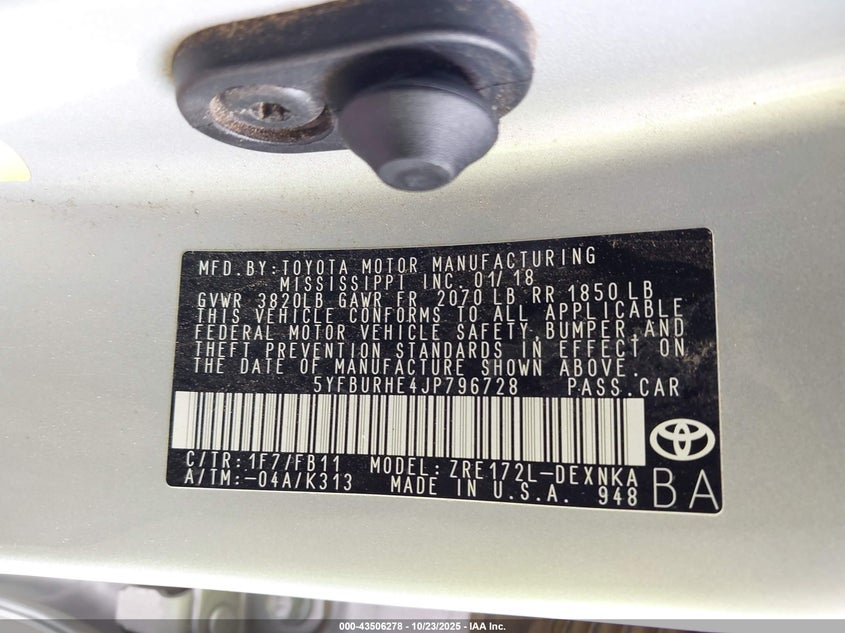 MFD.BY:TOYOTA MOTOR MANUFACTURING
MISSISSIPPI INC.01/18
GVWR 3820LB GAWR FR 2070 LB RR 1850 LB
THIS VEHICLE CONFORMS TO ALL APPLICABLE
FEDERAL MOTOR VEHICLE SAFETY,BUMPER,AND
THEFT PREVENTION STANDARDS IN EFFECT ON
THE DATE OF MANUFACTURE SHOWN ABOVE.
5YFBURHE4JP796728 PASS.CAR
C/TR:1F7/FB11 MODEL:ZRE172L-DEXNKA
A/TM:-04A/K313 MADE IN U.S.A. 948
BA
000-43506278 - 10/23/2025 - IAA Inc.